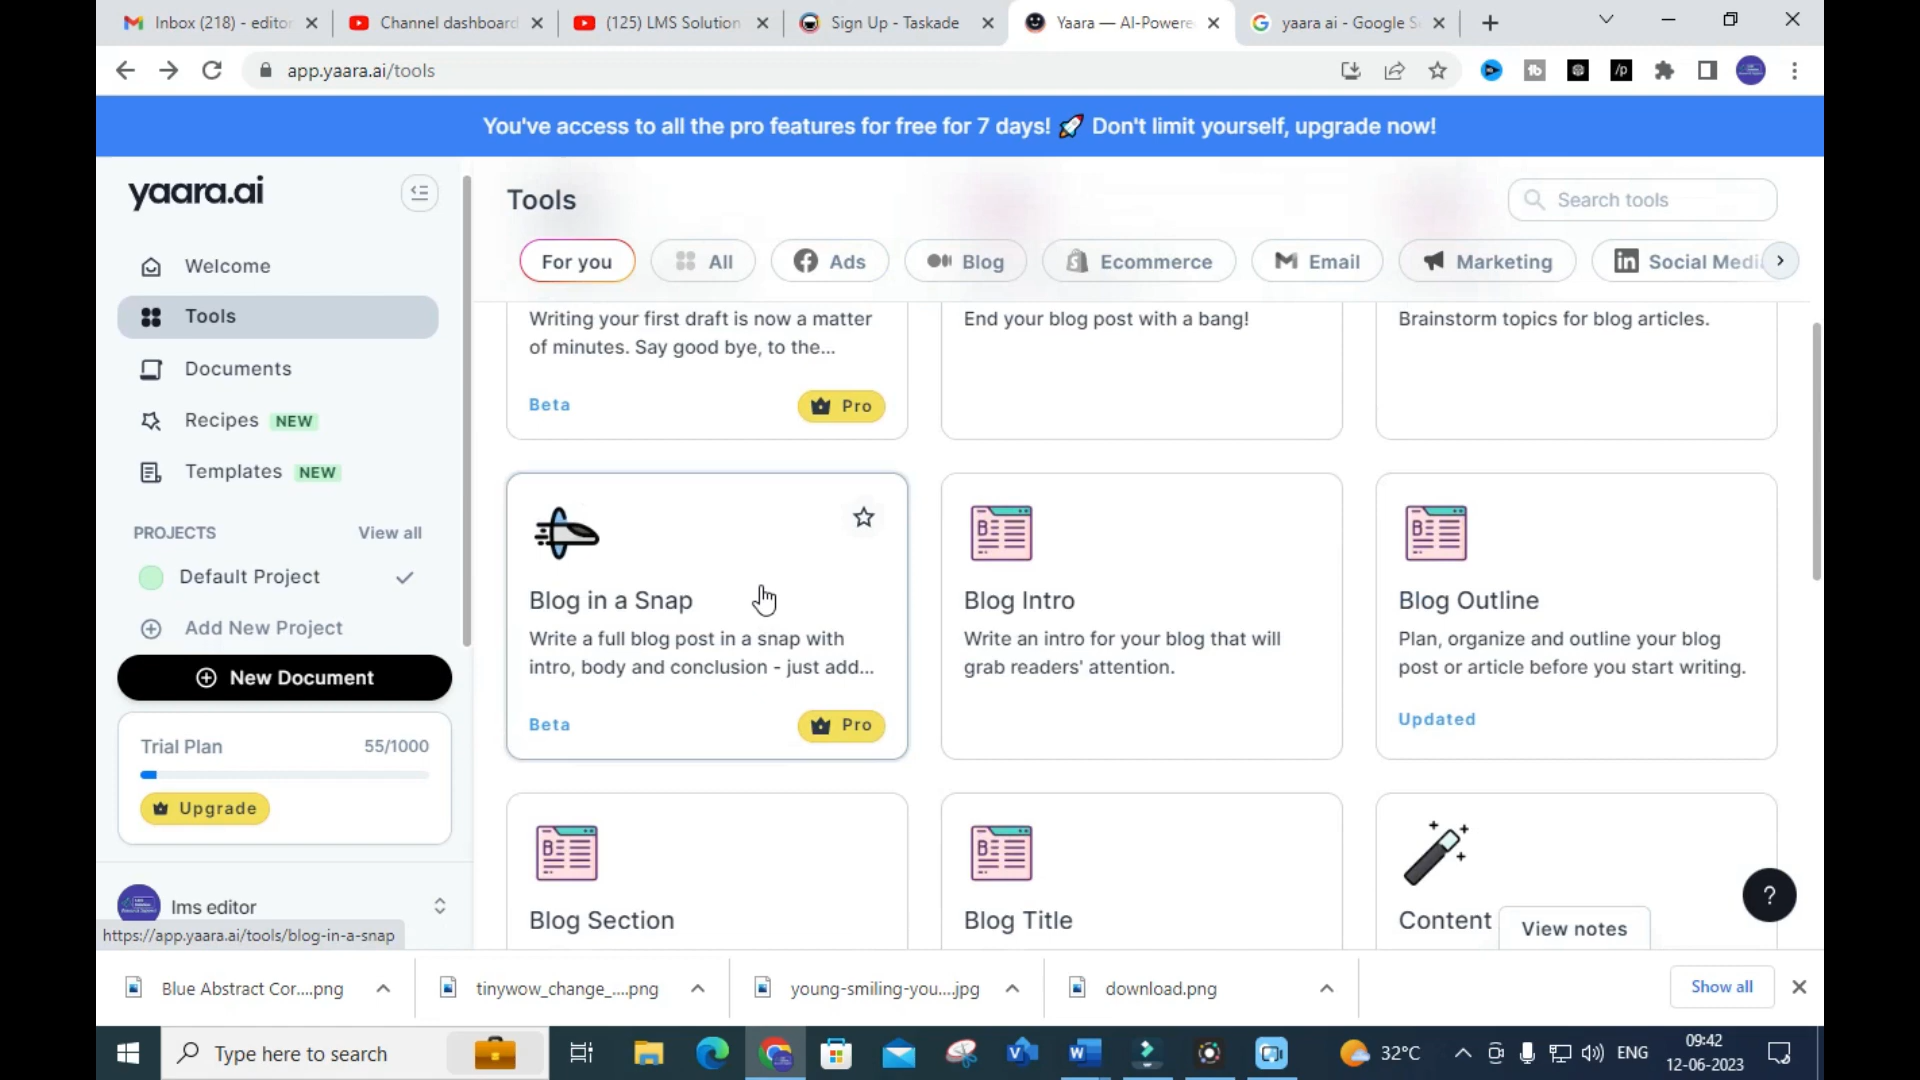 Inbox (218) - editor
Channel dashboard
(125) LMS Solution
Sign Up - Taskade
Yaara — AI-Powere
yaara ai - Google S
app.yaara.ai/tools
You've access to all the pro features for free for 7 days! 🚀 Don't limit yourself, upgrade now!
yaara.ai
Welcome
Tools
Documents
Recipes NEW
Templates NEW
PROJECTS View all
Default Project
Add New Project
New Document
Trial Plan 55/1000
Upgrade
lms editor
https://app.yaara.ai/tools/blog-in-a-snap
Tools
Search tools
For you
All
Ads
Blog
Ecommerce
Email
Marketing
Social Medi
Writing your first draft is now a matter
of minutes. Say good bye, to the...
Beta
Pro
End your blog post with a bang!
Brainstorm topics for blog articles.
Blog in a Snap
Write a full blog post in a snap with
intro, body and conclusion - just add...
Beta
Pro
Blog Intro
Write an intro for your blog that will
grab readers' attention.
Blog Outline
Plan, organize and outline your blog
post or article before you start writing.
Updated
Blog Section
Blog Title
Content
View notes
?
Blue Abstract Cor....png
tinywow_change_....png
young-smiling-you....jpg
download.png
Show all
Type here to search
32°C
ENG
09:42
12-06-2023